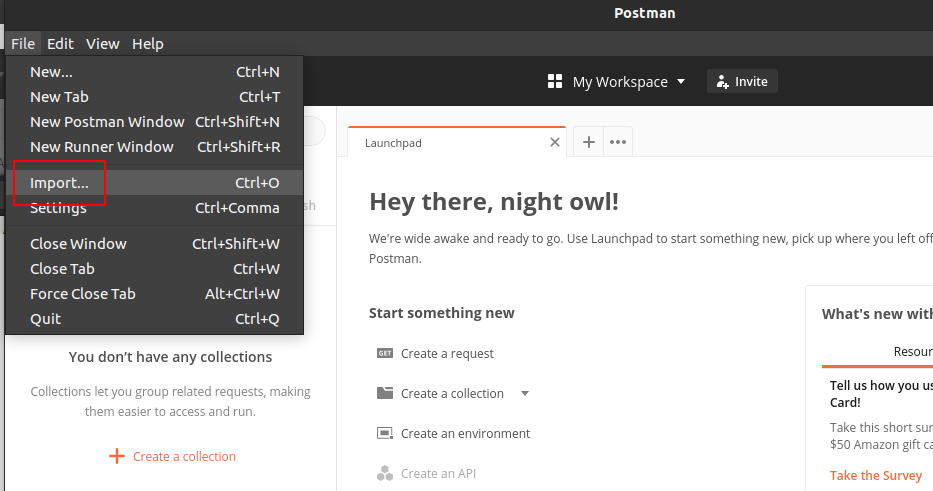 Postman
File Edit View Help
New... Ctrl+N
New Tab Ctrl+T
New Postman Window Ctrl+Shift+N
New Runner Window Ctrl+Shift+R
Import... Ctrl+O
Settings Ctrl+Comma
Close Window Ctrl+Shift+W
Close Tab Ctrl+W
Force Close Tab Alt+Ctrl+W
Quit Ctrl+Q
My Workspace Invite
Launchpad
Hey there, night owl!
We're wide awake and ready to go. Use Launchpad to start something new, pick up where you left off
Postman.
Start something new
GET Create a request
Create a collection
Create an environment
Create an API
You don't have any collections
Collections let you group related requests, making
them easier to access and run.
Create a collection
What's new with
Resour
Tell us how you us
Card!
Take this short sur
$50 Amazon gift ca
Take the Survey